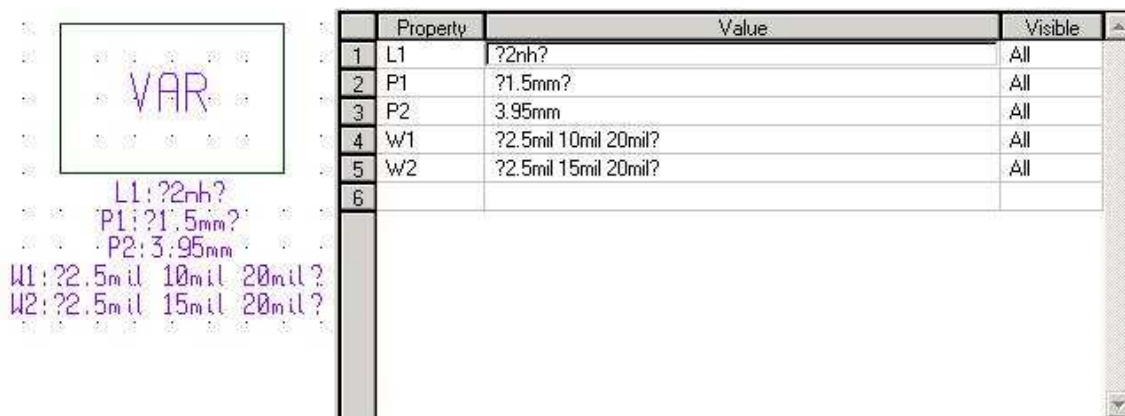 VAR
L1:?2nh?
P1:?1.5mm?
P2:3.95mm
W1:?2.5mil 10mil 20mil?
W2:?2.5mil 15mil 20mil?
Property Value Visible
1 L1 ?2nh? All
2 P1 ?1.5mm? All
3 P2 3.95mm All
4 W1 ?2.5mil 10mil 20mil? All
5 W2 ?2.5mil 15mil 20mil? All
6